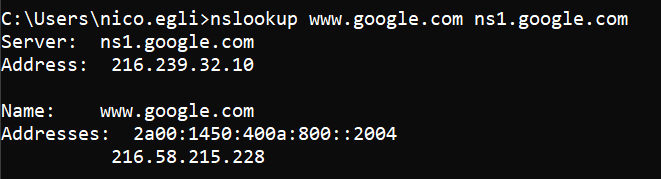 C:\Users\nico.egli>nslookup www.google.com ns1.google.com
Server:  ns1.google.com
Address:  216.239.32.10

Name:    www.google.com
Addresses:  2a00:1450:400a:800::2004
          216.58.215.228